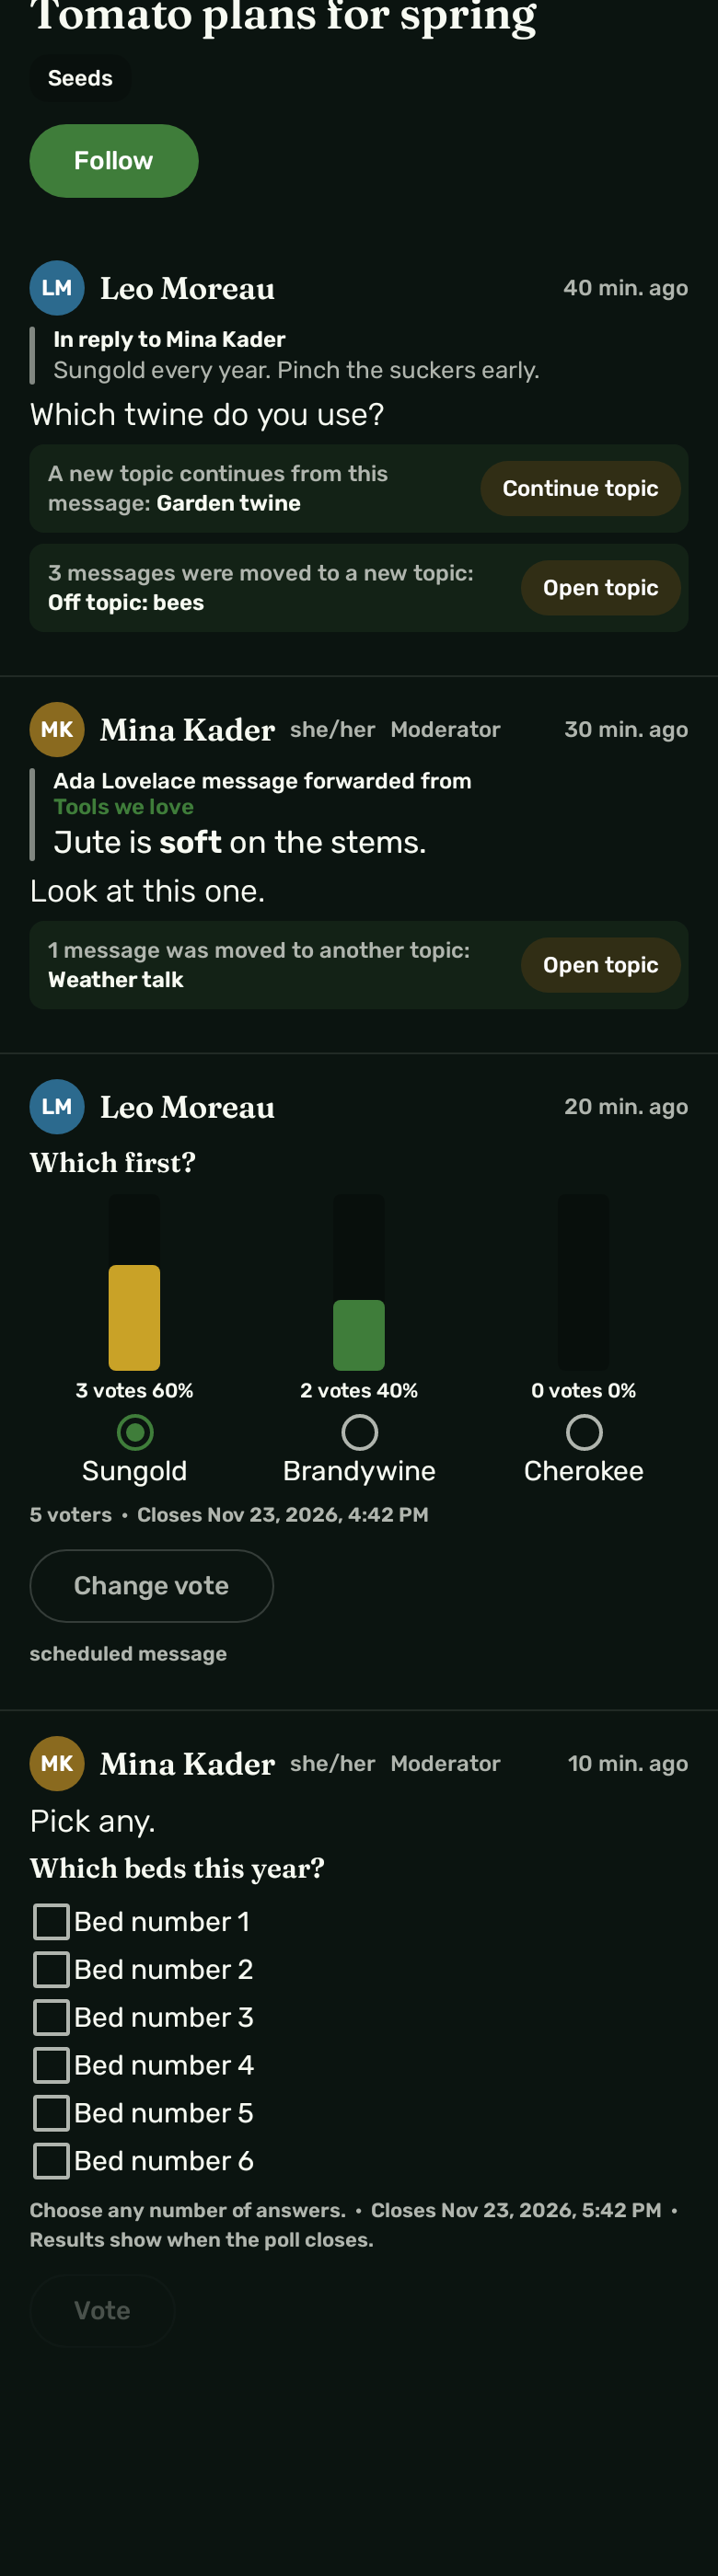 Tomato plans for spring
Seeds
Follow
LM Leo Moreau 40 min. ago
In reply to Mina Kader
Sungold every year. Pinch the suckers early.
Which twine do you use?
A new topic continues from this
message: Garden twine
Continue topic
3 messages were moved to a new topic:
Off topic: bees
Open topic
MK Mina Kader she/her Moderator 30 min. ago
Ada Lovelace message forwarded from
Tools we love
Jute is soft on the stems.
Look at this one.
1 message was moved to another topic:
Weather talk
Open topic
LM Leo Moreau 20 min. ago
Which first?
3 votes 60% 2 votes 40% 0 votes 0%
Sungold Brandywine Cherokee
5 voters • Closes Nov 23, 2026, 4:42 PM
Change vote
scheduled message
MK Mina Kader she/her Moderator 10 min. ago
Pick any.
Which beds this year?
Bed number 1
Bed number 2
Bed number 3
Bed number 4
Bed number 5
Bed number 6
Choose any number of answers. • Closes Nov 23, 2026, 5:42 PM •
Results show when the poll closes.
Vote